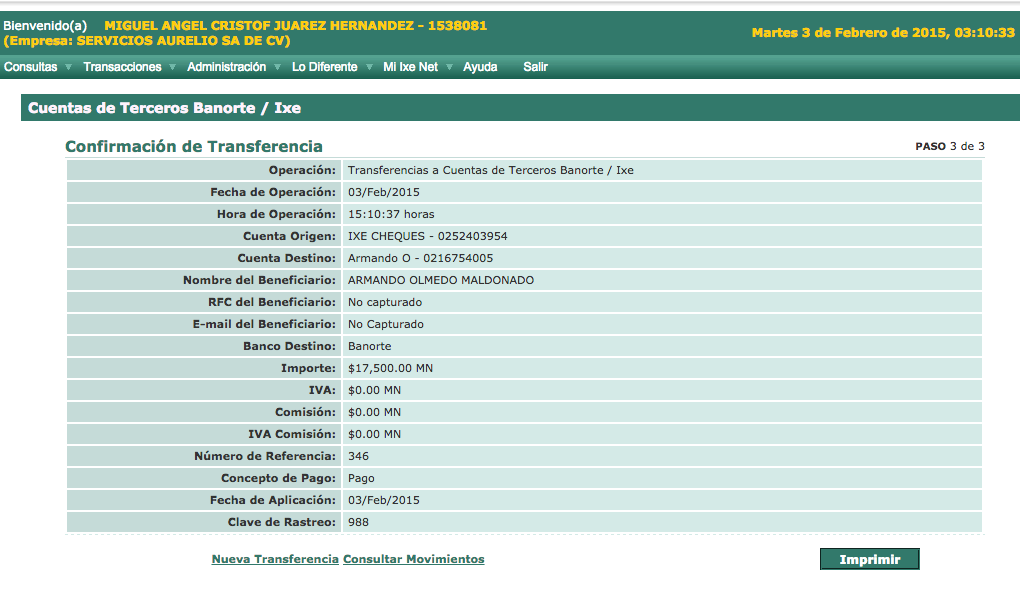 Bienvenido(a) MIGUEL ANGEL CRISTOF JUAREZ HERNANDEZ - 1538081
(Empresa: SERVICIOS AURELIO SA DE CV)
Martes 3 de Febrero de 2015, 03:10:33
Consultas Transacciones Administración Lo Diferente Mi Ixe Net Ayuda Salir
Cuentas de Terceros Banorte / Ixe
Confirmación de Transferencia PASO 3 de 3
Operación: Transferencias a Cuentas de Terceros Banorte / Ixe
Fecha de Operación: 03/Feb/2015
Hora de Operación: 15:10:37 horas
Cuenta Origen: IXE CHEQUES - 0252403954
Cuenta Destino: Armando O - 0216754005
Nombre del Beneficiario: ARMANDO OLMEDO MALDONADO
RFC del Beneficiario: No capturado
E-mail del Beneficiario: No Capturado
Banco Destino: Banorte
Importe: $17,500.00 MN
IVA: $0.00 MN
Comisión: $0.00 MN
IVA Comisión: $0.00 MN
Número de Referencia: 346
Concepto de Pago: Pago
Fecha de Aplicación: 03/Feb/2015
Clave de Rastreo: 988
Nueva Transferencia Consultar Movimientos Imprimir